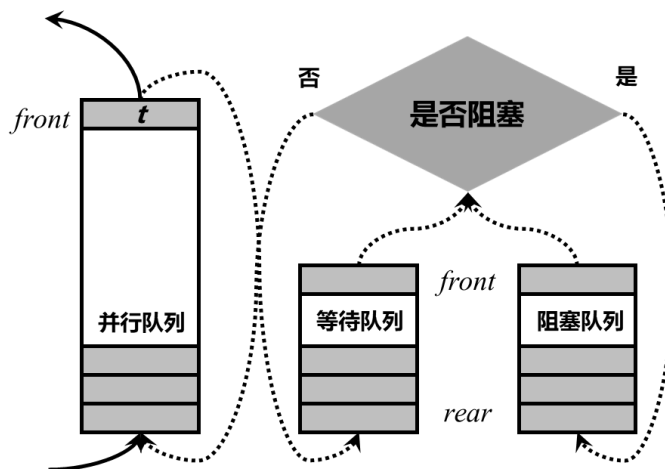 否
是
front
t
是否阻塞
front
并行队列
等待队列
阻塞队列
rear